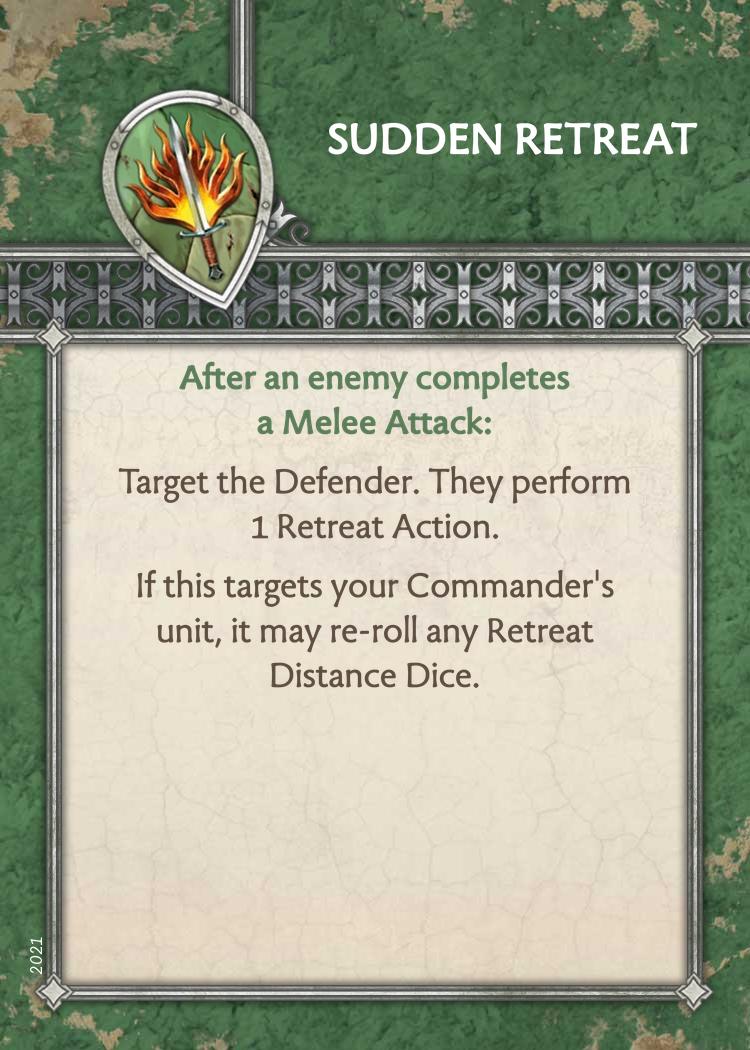 SUDDEN RETREAT
After an enemy completes
a Melee Attack:
Target the Defender. They perform
1 Retreat Action.
If this targets your Commander's
unit, it may re-roll any Retreat
Distance Dice.
2021